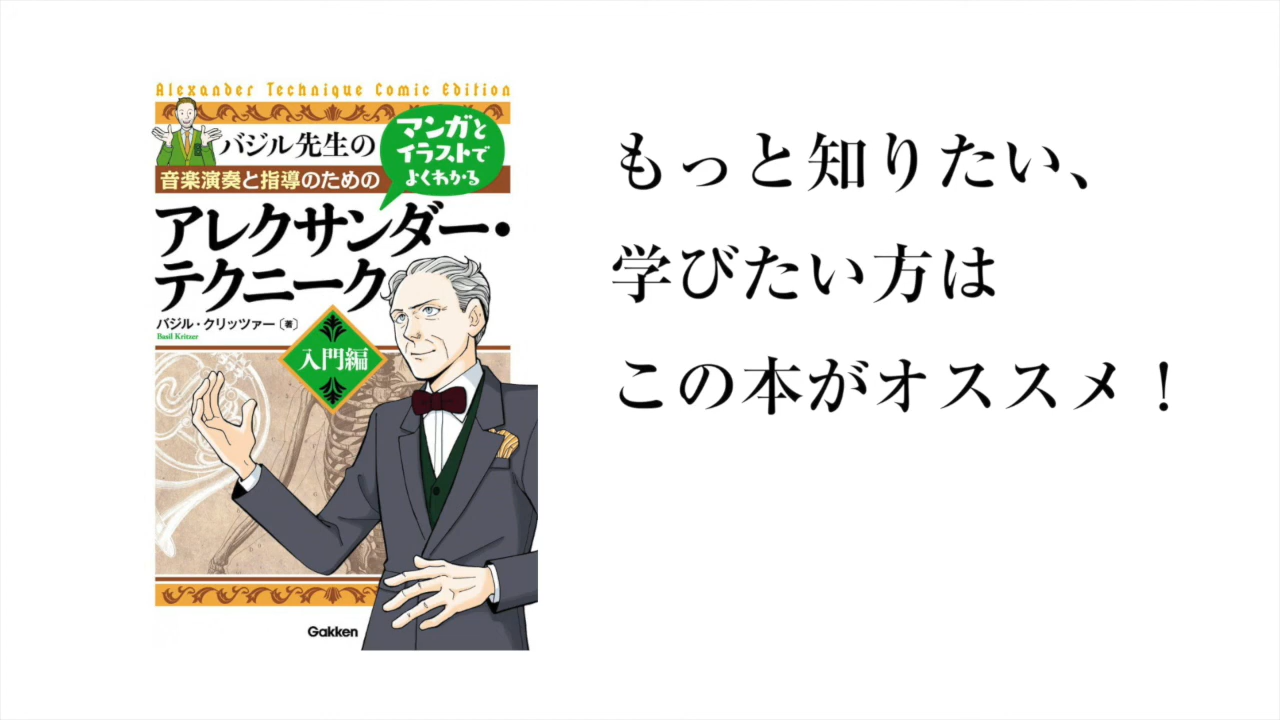 Alexander Technique Comic Edition
バジル先生の
マンガと
イラストで
よくわかる
音楽演奏と指導のための
アレクサンダー・
テクニーク
バジル・クリッツァー〔著〕
Basil Kritzer
入門編
Gakken
もっと知りたい、
学びたい方は
この本がオススメ！